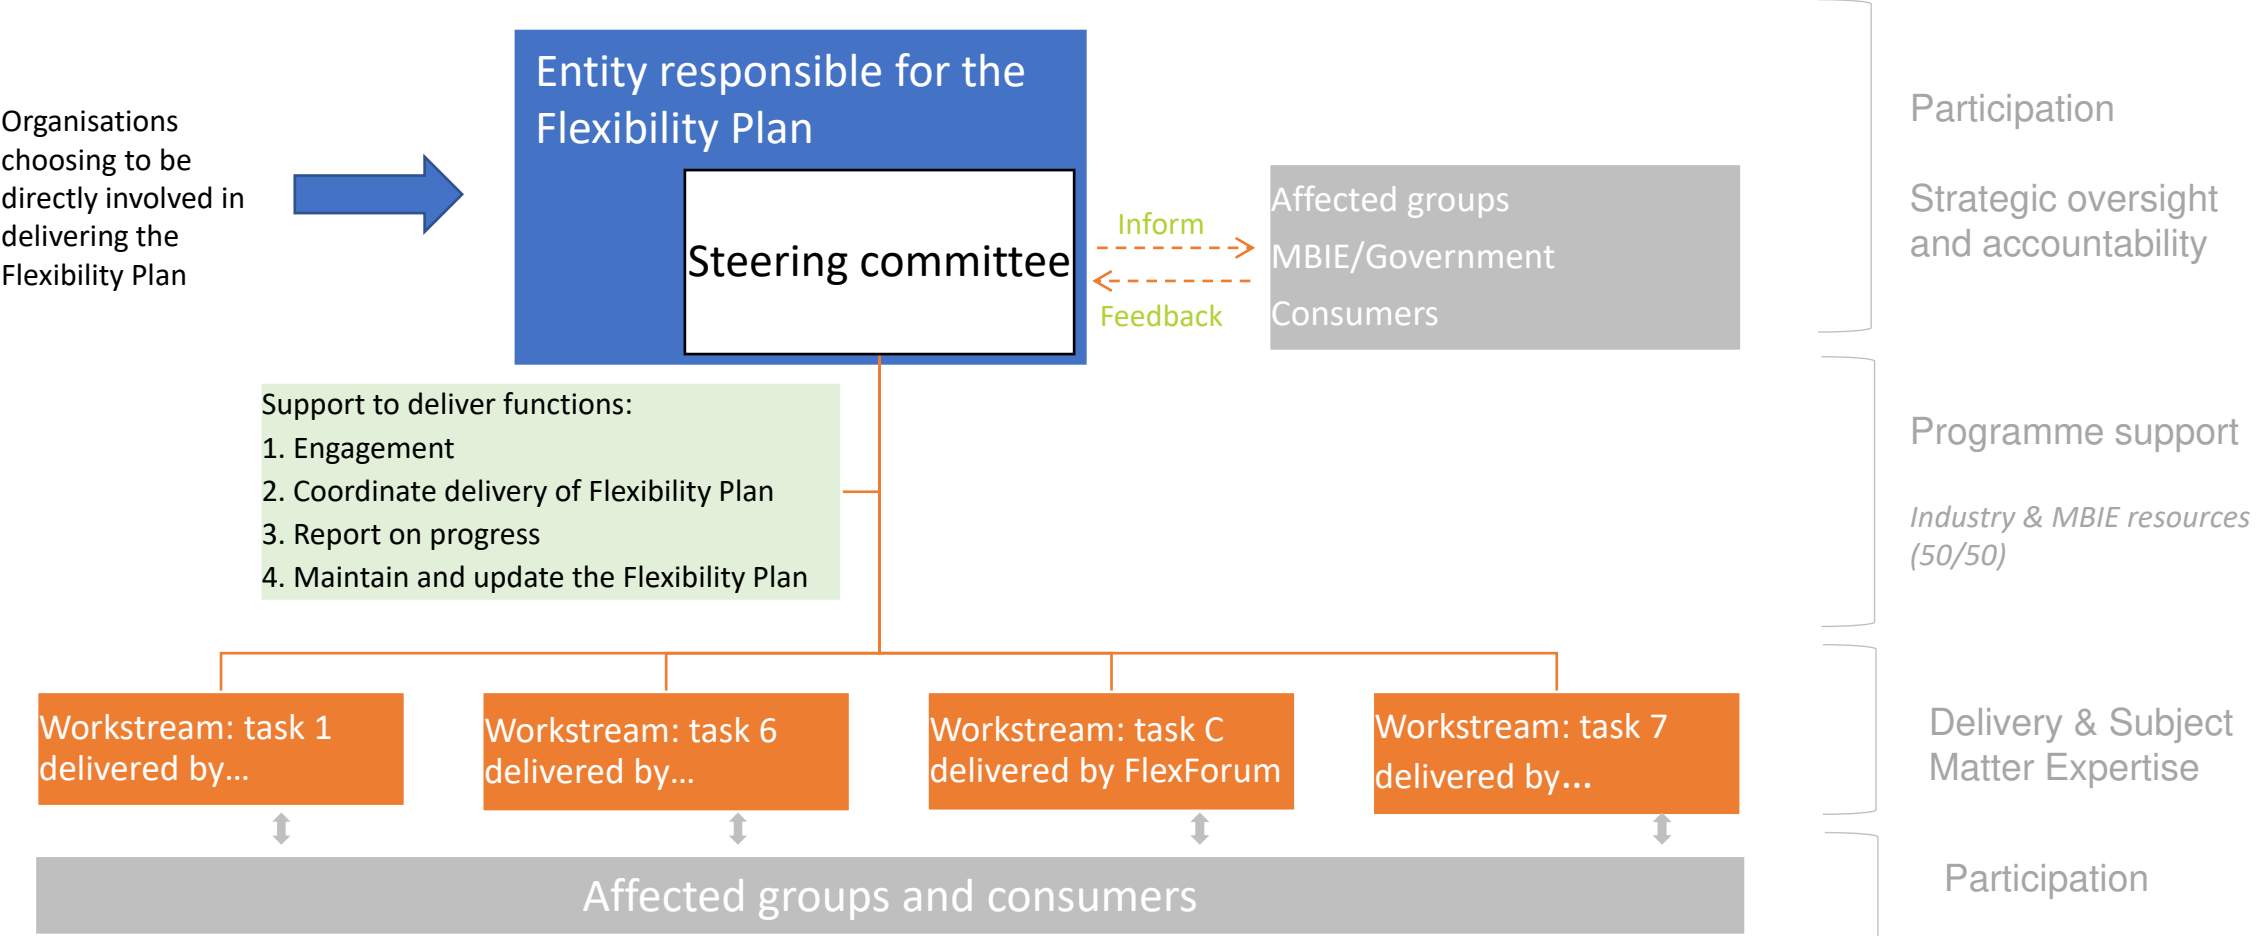 Organisations
choosing to be
directly involved in
delivering the
Flexibility Plan
Entity responsible for the
Flexibility Plan
Steering committee
Inform
Feedback
Affected groups
MBIE/Government
Consumers
Participation
Strategic oversight
and accountability
Support to deliver functions:
1. Engagement
2. Coordinate delivery of Flexibility Plan
3. Report on progress
4. Maintain and update the Flexibility Plan
Programme support
Industry & MBIE resources
(50/50)
Workstream: task 1
delivered by…
Workstream: task 6
delivered by…
Workstream: task C
delivered by FlexForum
Workstream: task 7
delivered by…
Delivery & Subject
Matter Expertise
Affected groups and consumers
Participation